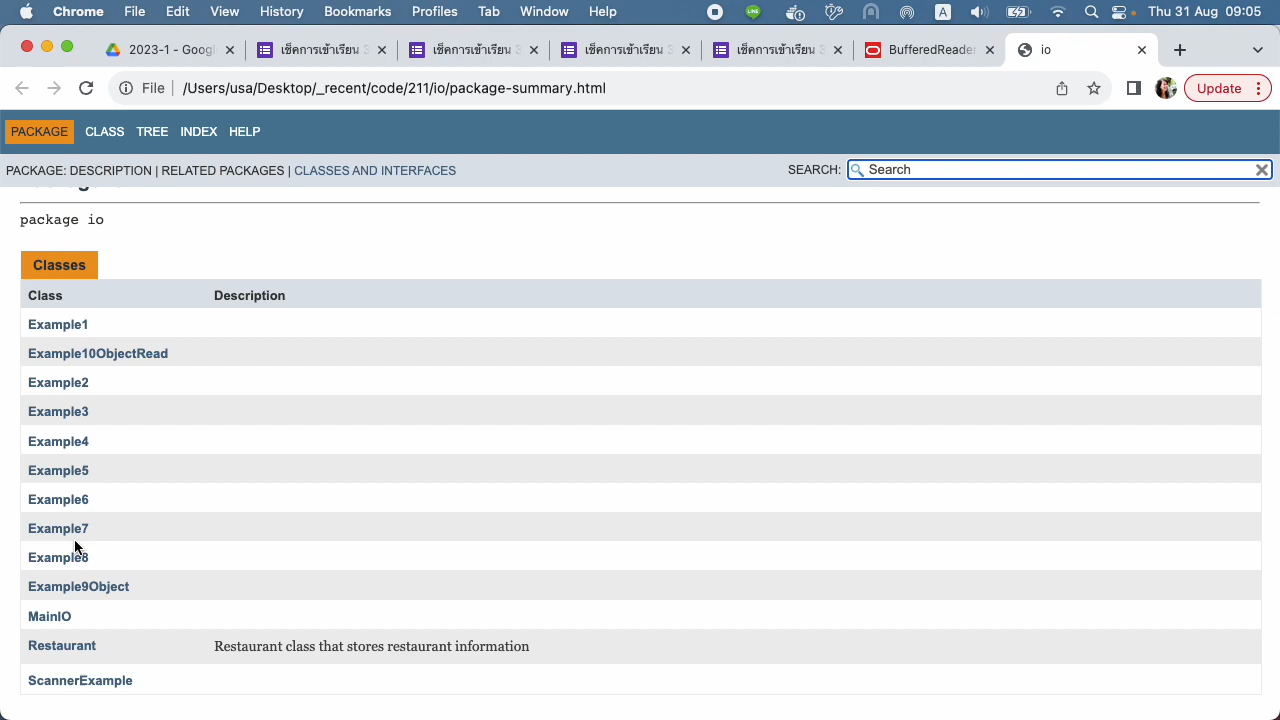 Chrome File Edit View History Bookmarks Profiles Tab Window Help LINE A Thu 31 Aug 09:05
2023-1 - Googl เช็คการเข้าเรียน เช็คการเข้าเรียน เช็คการเข้าเรียน เช็คการเข้าเรียน BufferedReader io
File /Users/usa/Desktop/_recent/code/211/io/package-summary.html Update
PACKAGE CLASS TREE INDEX HELP
PACKAGE: DESCRIPTION | RELATED PACKAGES | CLASSES AND INTERFACES SEARCH: Search
package io
Classes
Class Description
Example1
Example10ObjectRead
Example2
Example3
Example4
Example5
Example6
Example7
Example8
Example9Object
MainIO
Restaurant Restaurant class that stores restaurant information
ScannerExample